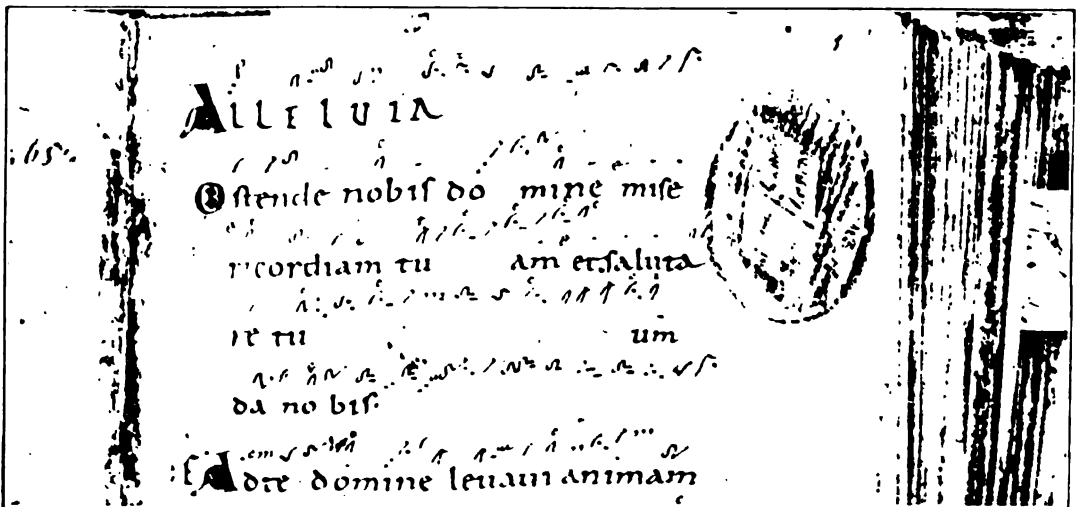 ALLELUIA
Ostende nobis do mine mise
ricordiam tu am et saluta
re tu um
da no bis.
Ad te domine levavi animam